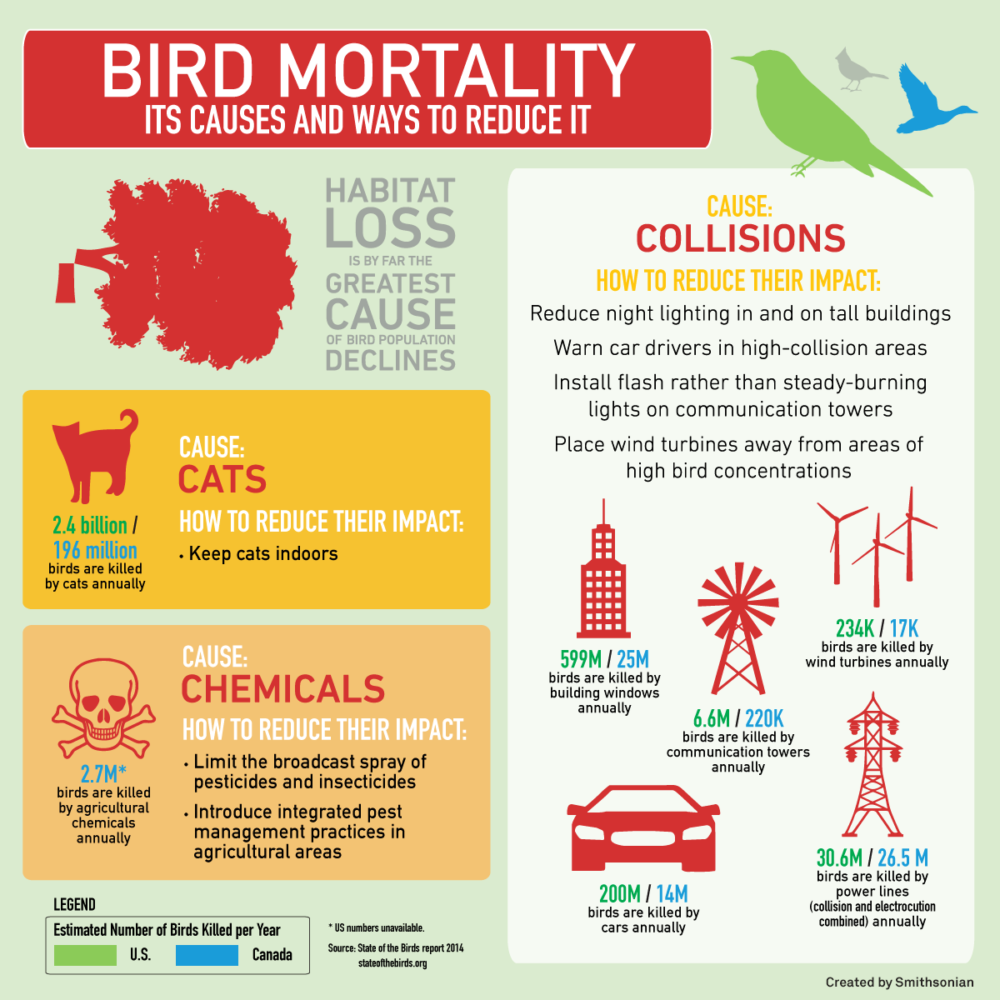 BIRD MORTALITY
ITS CAUSES AND WAYS TO REDUCE IT
HABITAT
LOSS
IS BY FAR THE
GREATEST
CAUSE
OF BIRD POPULATION
DECLINES
CAUSE:
CATS
HOW TO REDUCE THEIR IMPACT:
• Keep cats indoors
2.4 billion /
196 million
birds are killed
by cats annually
CAUSE:
CHEMICALS
HOW TO REDUCE THEIR IMPACT:
• Limit the broadcast spray of
pesticides and insecticides
• Introduce integrated pest
management practices in
agricultural areas
2.7M*
birds are killed
by agricultural
chemicals
annually
LEGEND
Estimated Number of Birds Killed per Year
U.S.
Canada
* US numbers unavailable.
Source: State of the Birds report 2014
stateofthebirds.org
CAUSE:
COLLISIONS
HOW TO REDUCE THEIR IMPACT:
Reduce night lighting in and on tall buildings
Warn car drivers in high-collision areas
Install flash rather than steady-burning
lights on communication towers
Place wind turbines away from areas of
high bird concentrations
599M / 25M
birds are killed by
building windows
annually
6.6M / 220K
birds are killed by
communication towers
annually
234K / 17K
birds are killed by
wind turbines annually
200M / 14M
birds are killed by
cars annually
30.6M / 26.5 M
birds are killed by
power lines
(collision and electrocution
combined) annually
Created by Smithsonian